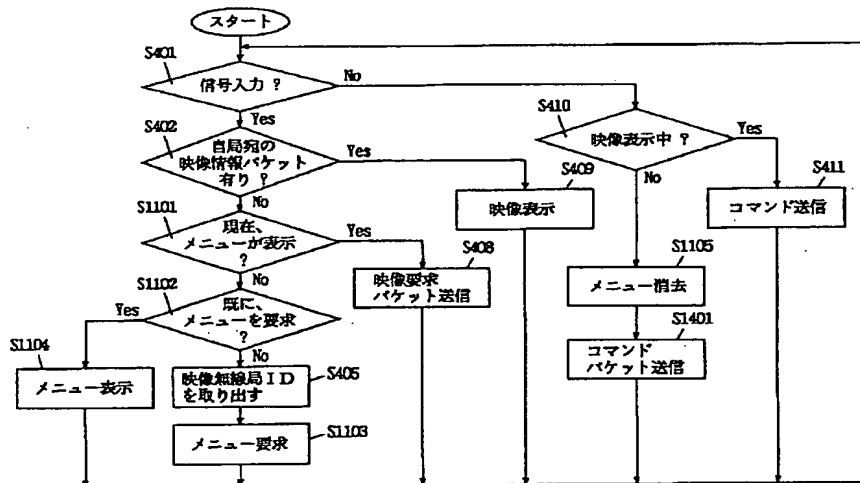 スタート
S401
信号入力 ?
No
Yes
S402
自局宛の
映像情報パケット
有り ?
Yes
No
S410
映像表示中 ?
Yes
No
S409
映像表示
S411
コマンド送信
S1101
現在、
メニューが表示
?
Yes
No
S408
映像要求
パケット送信
S1105
メニュー消去
S1102
既に、
メニューを要求
?
Yes
No
S1401
コマンド
パケット送信
S1104
メニュー表示
S405
映像無線局ID
を取り出す
S1103
メニュー要求